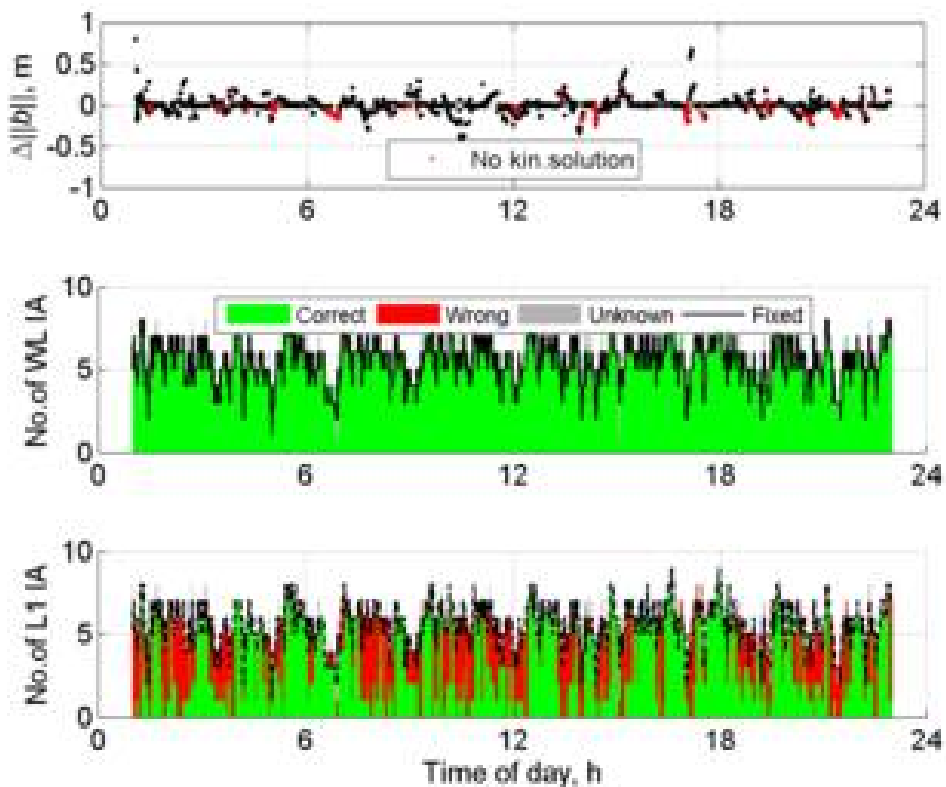 Δ||b||, m
1
0.5
0
-0.5
-1
No kin.solution
0 6 12 18 24
No.of WL IA
10
5
0
Correct Wrong Unknown Fixed
0 6 12 18 24
No.of L1 IA
10
5
0
0 6 12 18 24
Time of day, h